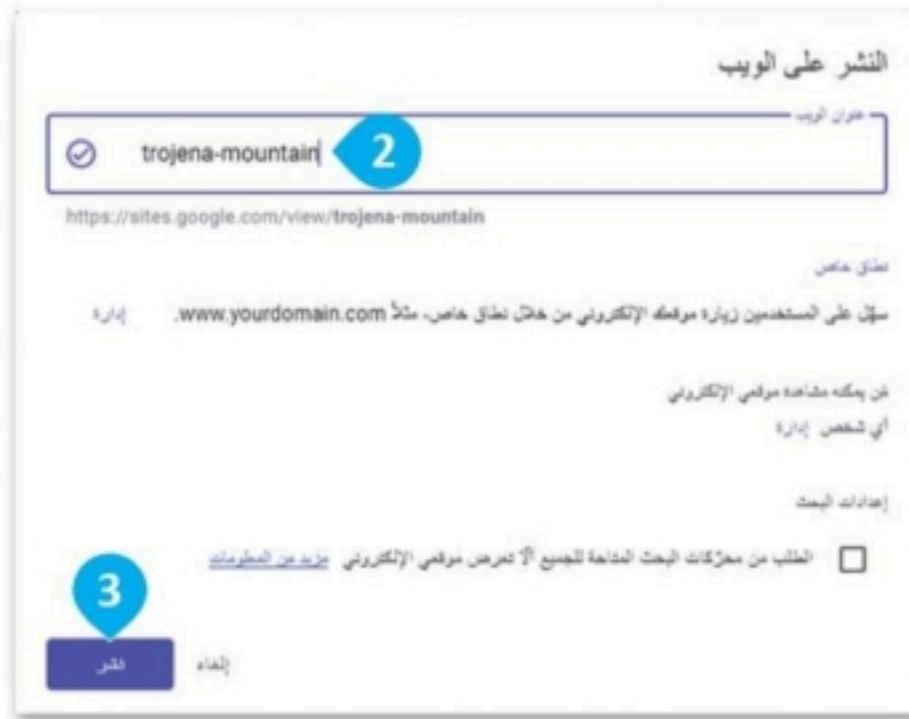 النشر على الويب
عنوان الويب
trojena-mountain
2
https://sites.google.com/view/trojena-mountain
نطاق خاص
سهّل على المستخدمين زيارة موقعك الإلكتروني من خلال نطاق خاص، مثلاً www.yourdomain.com. إدارة
مَن يمكنه مشاهدة موقعي الإلكتروني
أي شخص إدارة
إعدادات البحث
الطلب من محرّكات البحث المتاحة للجميع ألا تعرض موقعي الإلكتروني مزيد من المعلومات
3
إلغاء نشر